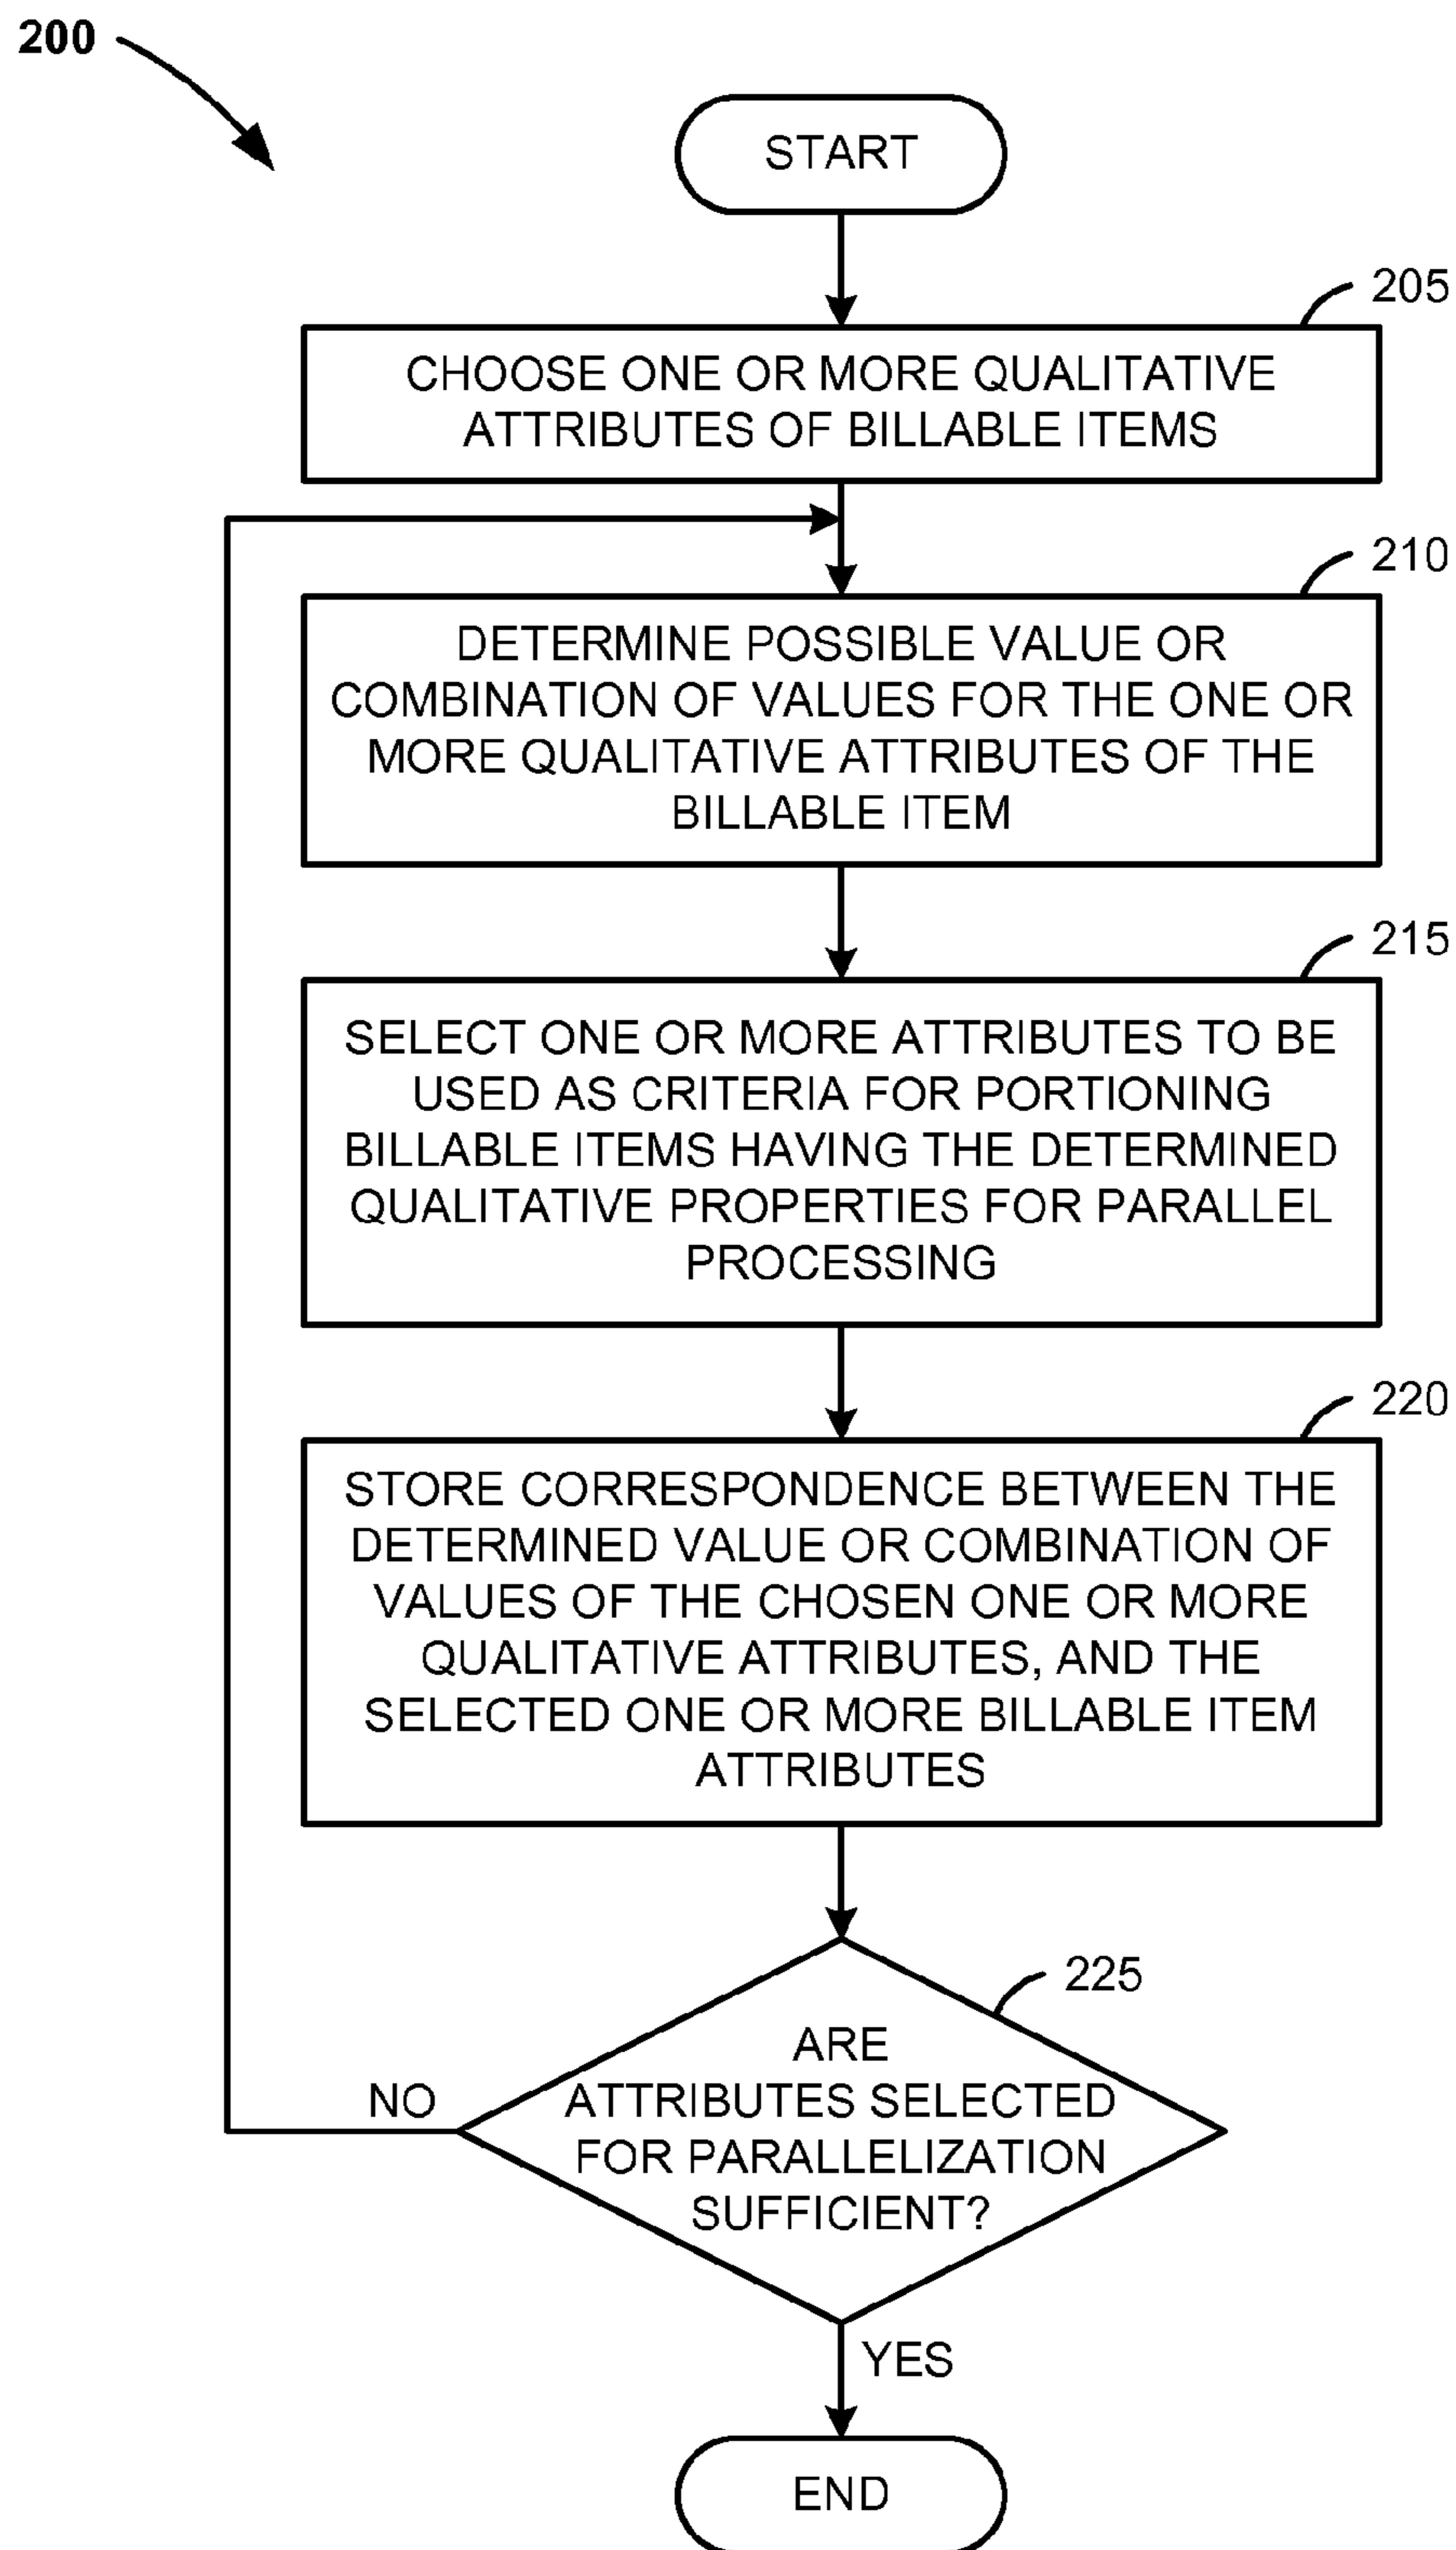 200
START
205
CHOOSE ONE OR MORE QUALITATIVE
ATTRIBUTES OF BILLABLE ITEMS
210
DETERMINE POSSIBLE VALUE OR
COMBINATION OF VALUES FOR THE ONE OR
MORE QUALITATIVE ATTRIBUTES OF THE
BILLABLE ITEM
215
SELECT ONE OR MORE ATTRIBUTES TO BE
USED AS CRITERIA FOR PORTIONING
BILLABLE ITEMS HAVING THE DETERMINED
QUALITATIVE PROPERTIES FOR PARALLEL
PROCESSING
220
STORE CORRESPONDENCE BETWEEN THE
DETERMINED VALUE OR COMBINATION OF
VALUES OF THE CHOSEN ONE OR MORE
QUALITATIVE ATTRIBUTES, AND THE
SELECTED ONE OR MORE BILLABLE ITEM
ATTRIBUTES
225
ARE
ATTRIBUTES SELECTED
FOR PARALLELIZATION
SUFFICIENT?
NO
YES
END